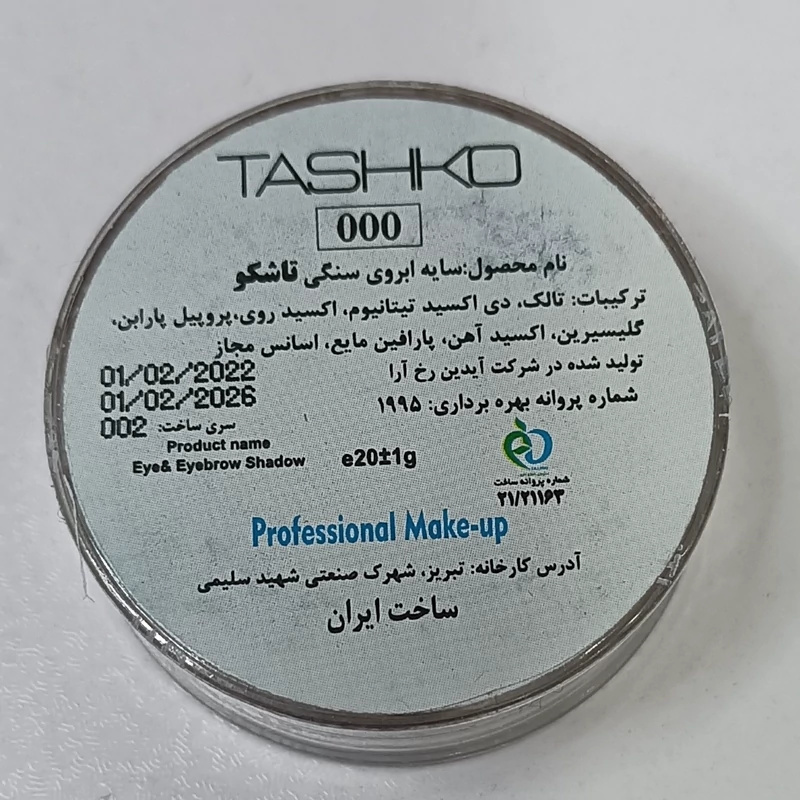 TASHKO
000
نام محصول:سایه ابروی سنگی تاشکو
ترکیبات: تالک، دی اکسید تیتانیوم، اکسید روی،پروپیل پارابن،
گلیسیرین، اکسید آهن، پارافین مایع، اسانس مجاز
تولید شده در شرکت آیدین رخ آرا
01/02/2022
شماره پروانه بهره برداری: ۱۹۹۵
01/02/2026
سری ساخت: 002
Product name
Eye& Eyebrow Shadow
e20±1g
شماره پروانه ساخت
۲۱/۲۱۱۶۳
Professional Make-up
آدرس کارخانه: تبریز، شهرک صنعتی شهید سلیمی
ساخت ایران